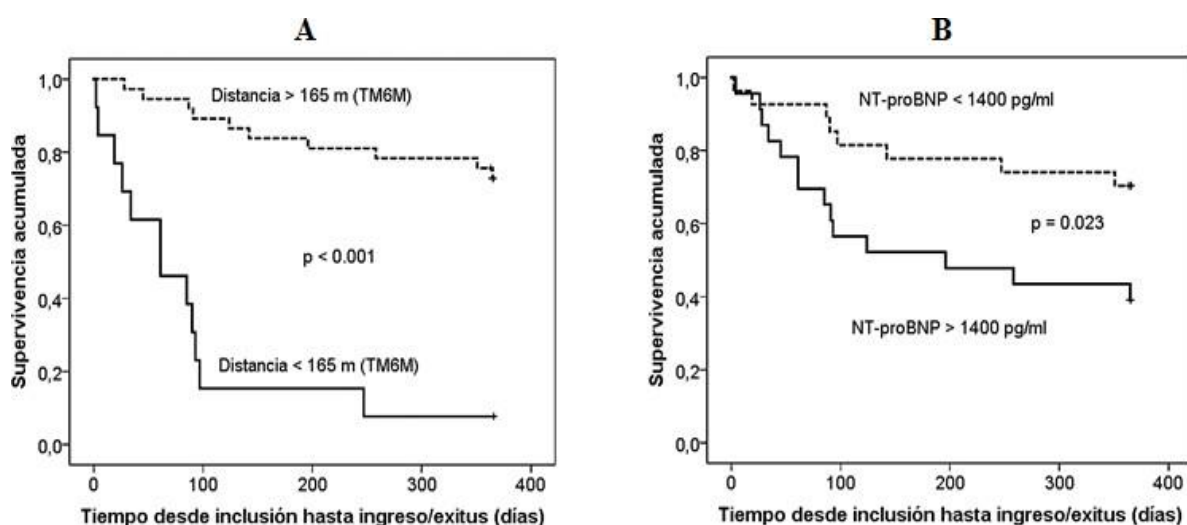 A
1,0
0,8
0,6
0,4
0,2
0,0
Supervivencia acumulada
Distancia > 165 m (TM6M)
p < 0.001
Distancia < 165 m (TM6M)
0
100
200
300
400
Tiempo desde inclusión hasta ingreso/exitus (días)
B
1,0
0,8
0,6
0,4
0,2
0,0
Supervivencia acumulada
NT-proBNP < 1400 pg/ml
p = 0.023
NT-proBNP > 1400 pg/ml
0
100
200
300
400
Tiempo desde inclusión hasta ingreso/exitus (días)